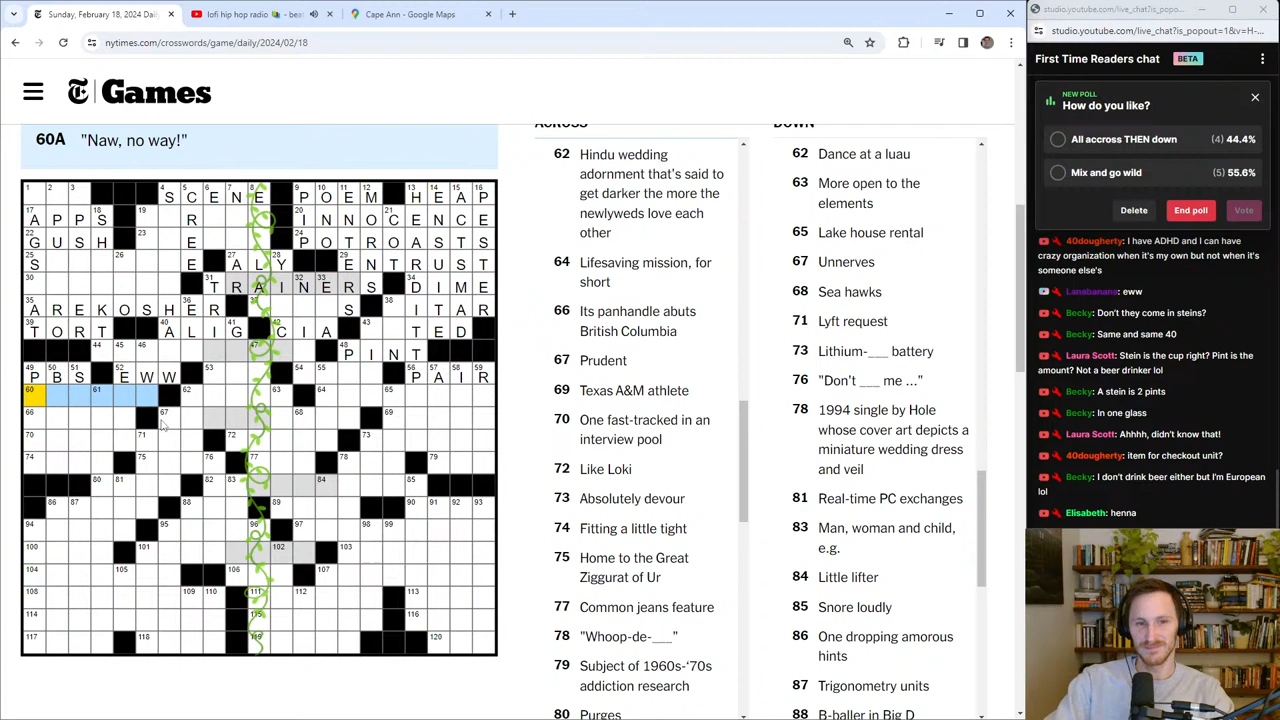 Sunday, February 18, 2024 Daily
lofi hip hop radio - bea
Cape Ann - Google Maps
nytimes.com/crosswords/game/daily/2024/02/18
Games
60A "Naw, no way!"
ACROSS
62 Hindu wedding
adornment that's said to
get darker the more the
newlyweds love each
other
64 Lifesaving mission, for
short
66 Its panhandle abuts
British Columbia
67 Prudent
69 Texas A&M athlete
70 One fast-tracked in an
interview pool
72 Like Loki
73 Absolutely devour
74 Fitting a little tight
75 Home to the Great
Ziggurat of Ur
77 Common jeans feature
78 "Whoop-de-___"
79 Subject of 1960s-'70s
addiction research
80 Purges
DOWN
62 Dance at a luau
63 More open to the
elements
65 Lake house rental
67 Unnerves
68 Sea hawks
71 Lyft request
73 Lithium-___ battery
76 "Don't ___ me ..."
78 1994 single by Hole
whose cover art depicts a
miniature wedding dress
and veil
81 Real-time PC exchanges
83 Man, woman and child,
e.g.
84 Little lifter
85 Snore loudly
86 One dropping amorous
hints
87 Trigonometry units
88 B-baller in Big D
SCENE POEM HEAP
APPS R INNOCENCE
GUSH E POTROASTS
S E ALY ENTRUST
TRAINERS DIME
AREKOSHER S ITAR
TORT ALIG CIA TED
PINT
PBS EWW PAIR
studio.youtube.com/live_chat?is_po
studio.youtube.com/live_chat?is_popout=1&v=H-...
First Time Readers chat BETA
NEW POLL
How do you like?
All accross THEN down (4) 44.4%
Mix and go wild (5) 55.6%
Delete End poll Vote
40dougherty: I have ADHD and I can have
crazy organization when it's my own but not when it's
someone else's
Lanabanana: eww
Becky: Don't they come in steins?
Becky: Same and same 40
Laura Scott: Stein is the cup right? Pint is the
amount? Not a beer drinker lol
Becky: A stein is 2 pints
Becky: In one glass
Laura Scott: Ahhhh, didn't know that!
40dougherty: item for checkout unit?
Becky: I don't drink beer either but I'm European
lol
Elisabeth: henna